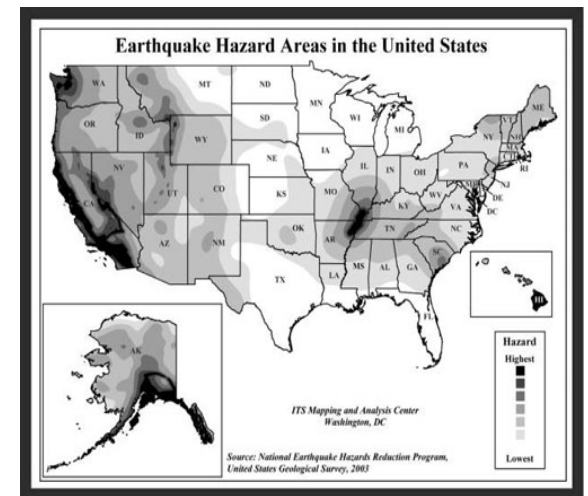 Earthquake Hazard Areas in the United States
WA
MT
ND
MN
ME
OR
ID
SD
WI
MI
VT
NH
NY
MA
CT
RI
WY
IA
NE
PA
NJ
NV
UT
CO
IL
IN
OH
MD
DE
DC
CA
KS
MO
WV
VA
KY
AZ
NM
OK
AR
TN
NC
SC
TX
LA
MS
AL
GA
FL
HI
AK
Hazard
Highest
Lowest
ITS Mapping and Analysis Center
Washington, DC
Source: National Earthquake Hazards Reduction Program,
United States Geological Survey, 2003